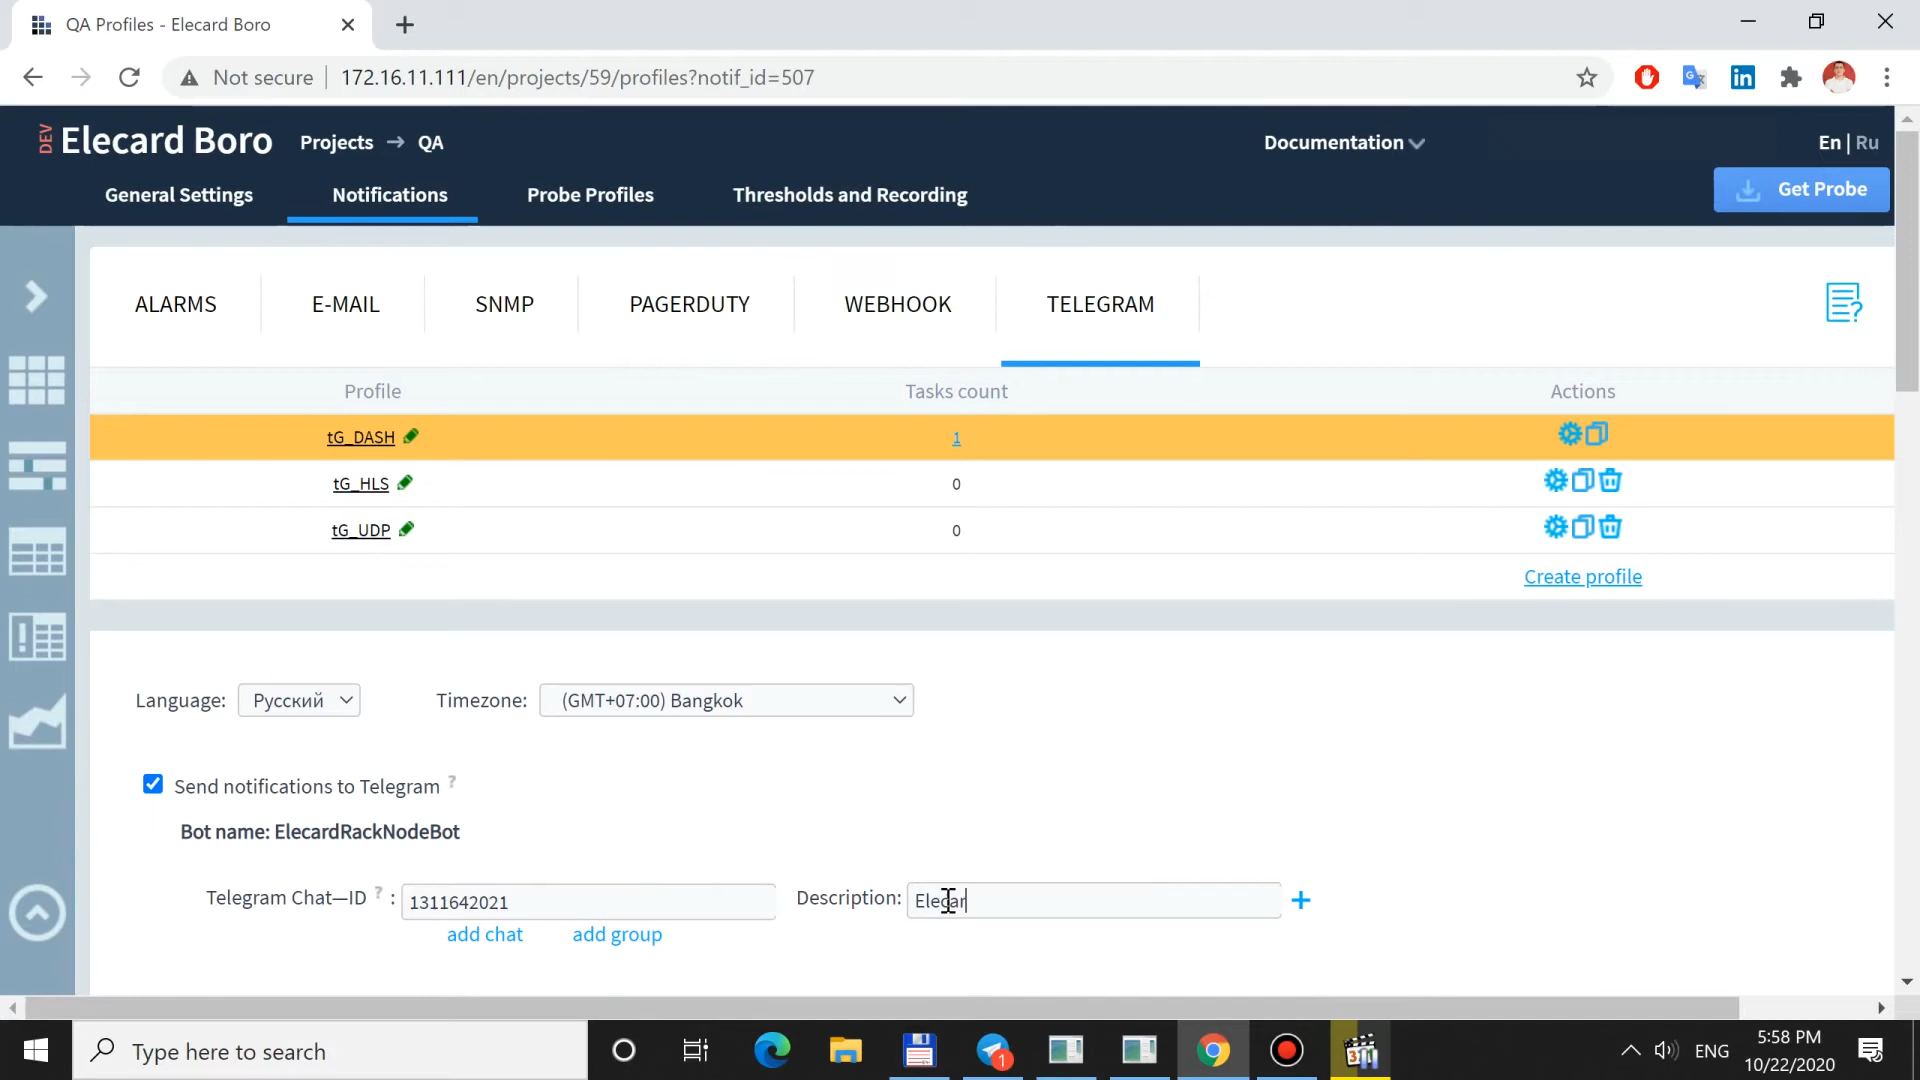 QA Profiles - Elecard Boro
Not secure 172.16.11.111/en/projects/59/profiles?notif_id=507
DEV Elecard Boro Projects → QA Documentation En | Ru
General Settings Notifications Probe Profiles Thresholds and Recording Get Probe
ALARMS E-MAIL SNMP PAGERDUTY WEBHOOK TELEGRAM
Profile Tasks count Actions
tG_DASH 1
tG_HLS 0
tG_UDP 0
Create profile
Language: Русский Timezone: (GMT+07:00) Bangkok
Send notifications to Telegram ?
Bot name: ElecardRackNodeBot
Telegram Chat—ID ? : 1311642021 Description: Elecar
add chat add group
Type here to search 1 ENG 5:58 PM
10/22/2020